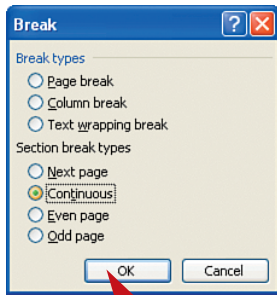 Break
Break types
Page break
Column break
Text wrapping break
Section break types
Next page
Continuous
Even page
Odd page
OK Cancel